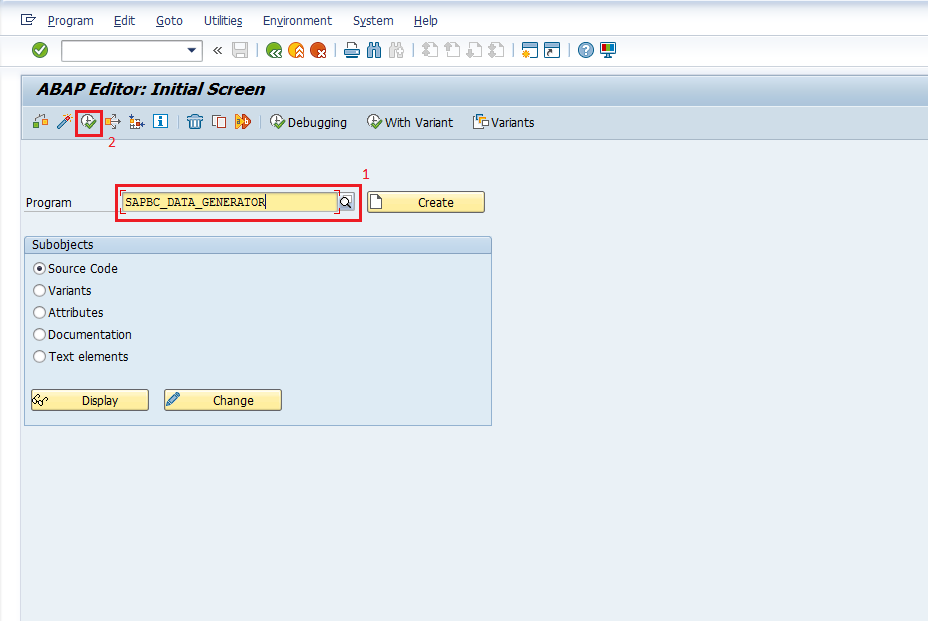 Program Edit Goto Utilities Environment System Help
ABAP Editor: Initial Screen
Debugging With Variant Variants
2
1
Program SAPBC_DATA_GENERATOR Create
Subobjects
Source Code
Variants
Attributes
Documentation
Text elements
Display Change